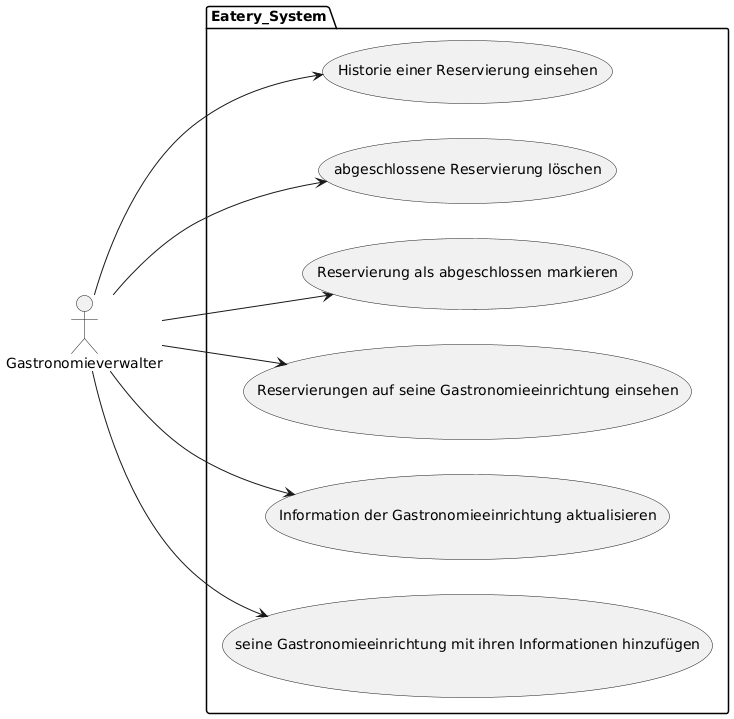 Eatery_System
Historie einer Reservierung einsehen
abgeschlossene Reservierung löschen
Reservierung als abgeschlossen markieren
Gastronomieverwalter
Reservierungen auf seine Gastronomieeinrichtung einsehen
Information der Gastronomieeinrichtung aktualisieren
seine Gastronomieeinrichtung mit ihren Informationen hinzufügen